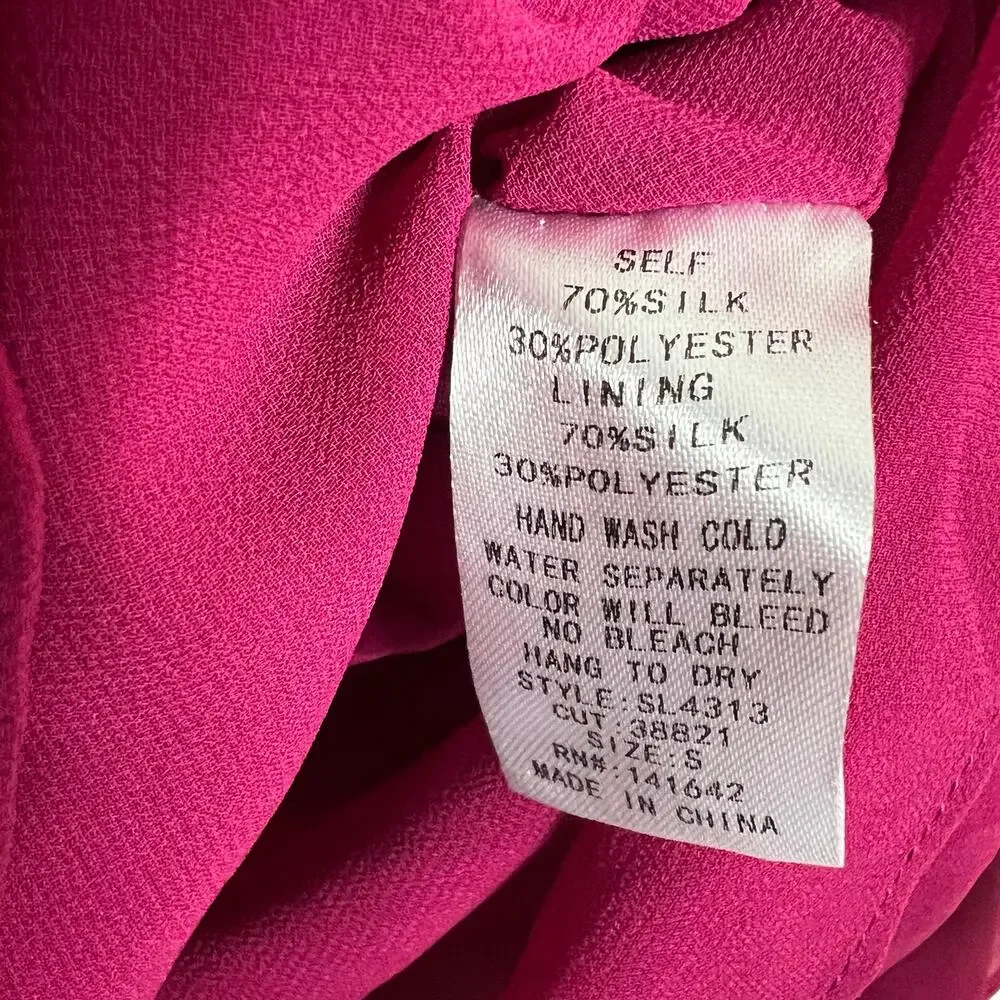 SELF
70%SILK
30%POLYESTER
LINING
70%SILK
30%POLYESTER
HAND WASH COLD
WATER SEPARATELY
COLOR WILL BLEED
NO BLEACH
HANG TO DRY
STYLE:SL4313
CUT:38821
SIZE:S
RN#:141642
MADE IN CHINA